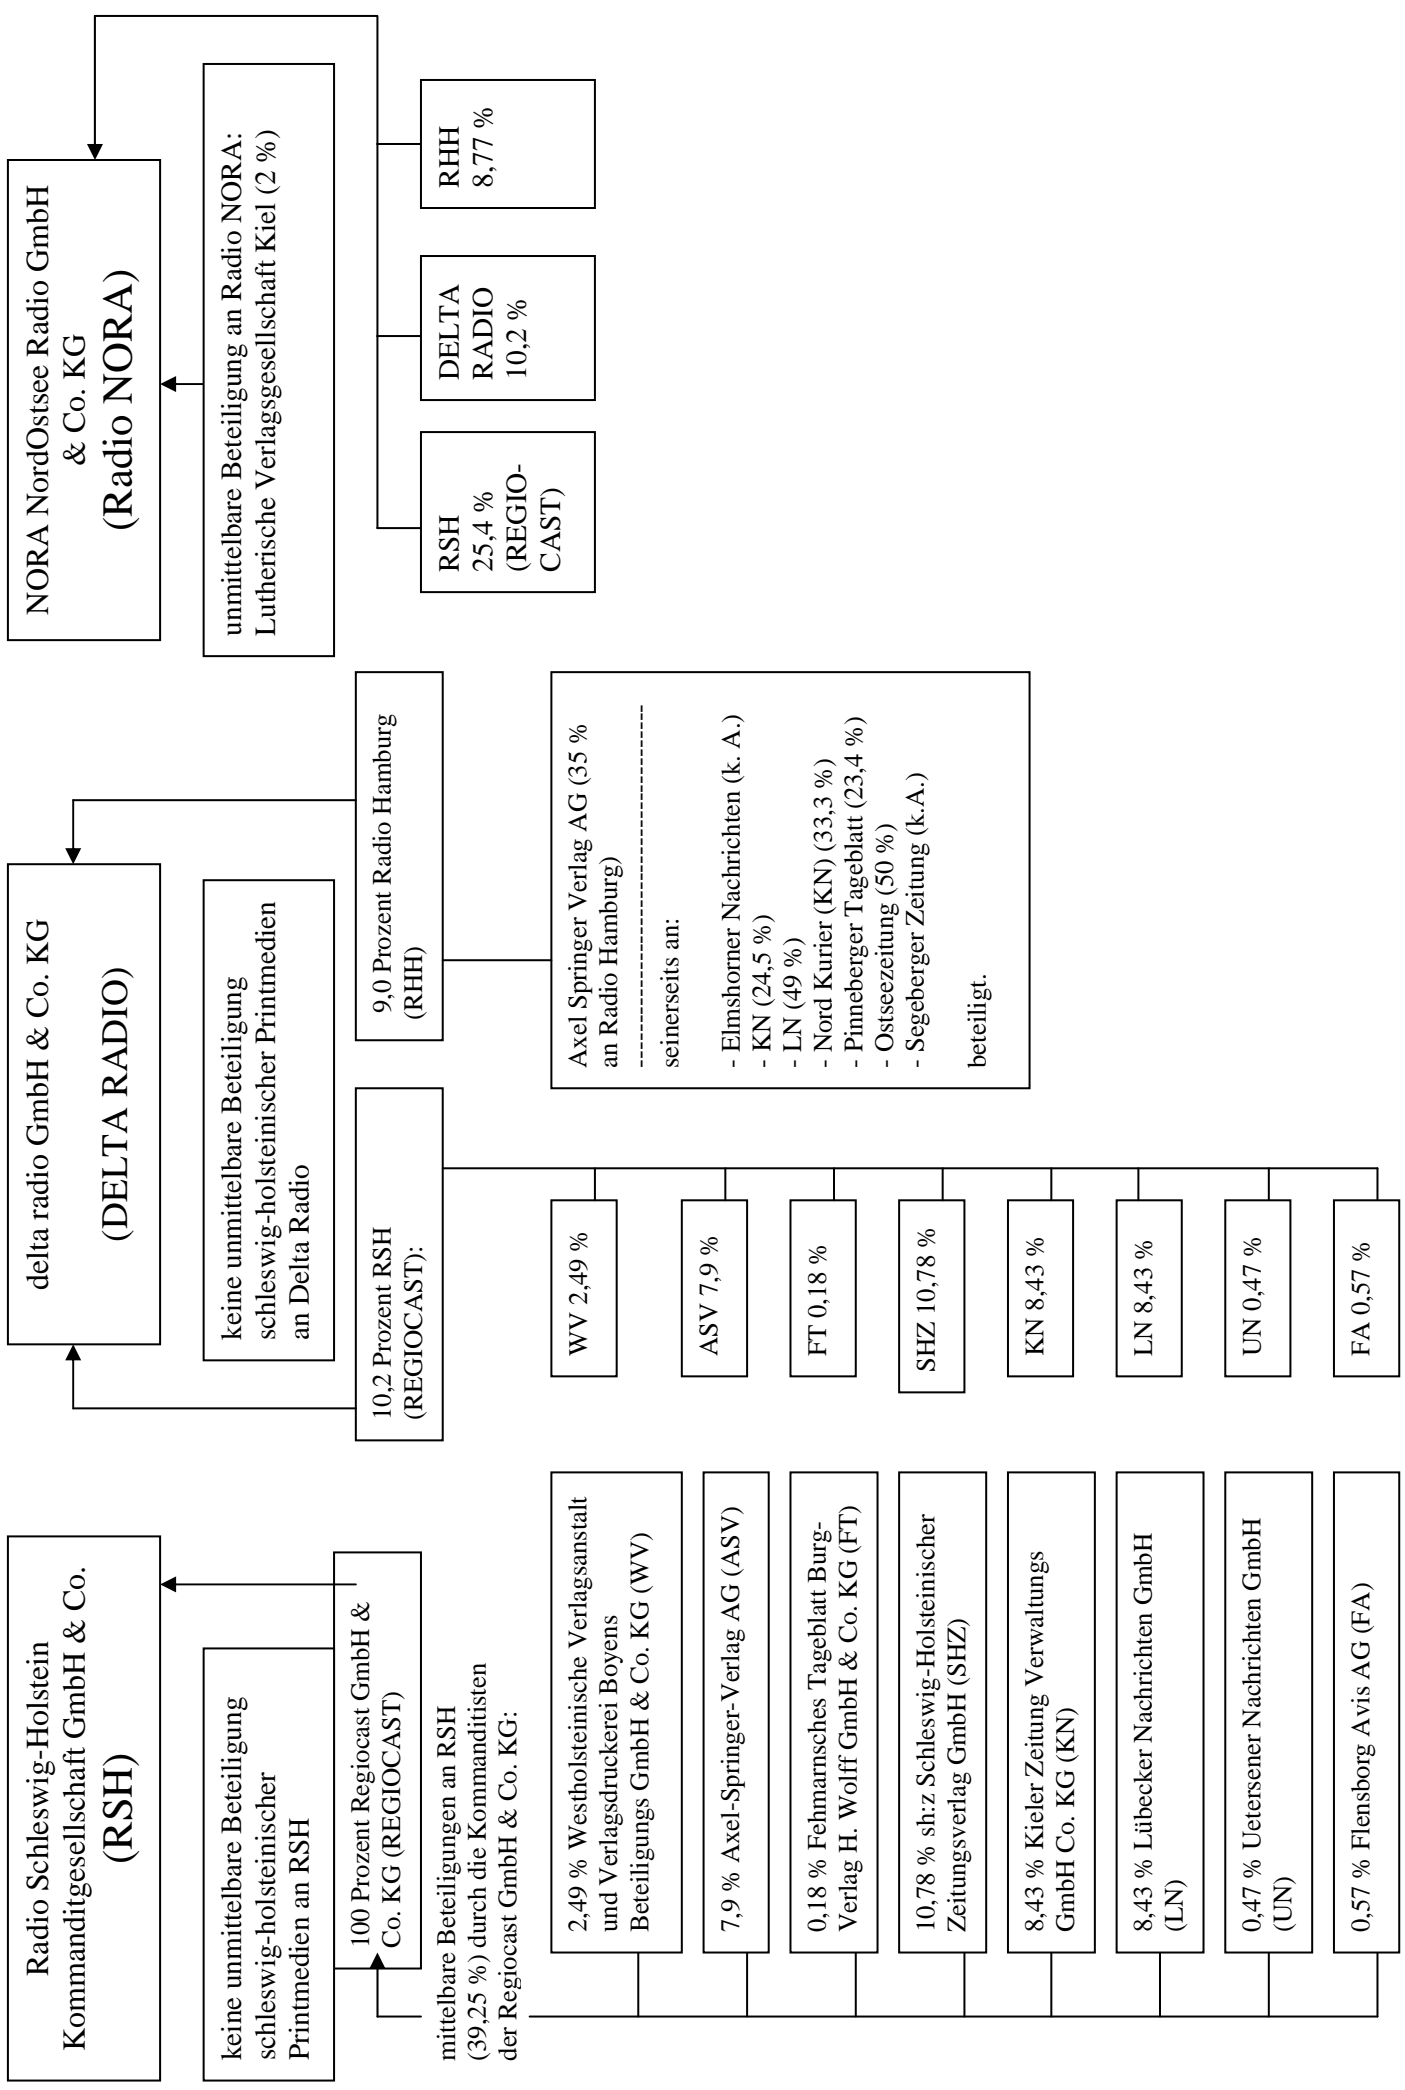 Radio Schleswig-Holstein
Kommanditgesellschaft GmbH & Co.
(RSH)
keine unmittelbare Beteiligung
schleswig-holsteinischer
Printmedien an RSH
100 Prozent Regiocast GmbH &
Co. KG (REGIOCAST)
mittelbare Beteiligungen an RSH
(39,25 %) durch die Kommanditisten
der Regiocast GmbH & Co. KG:
2,49 % Westholsteinische Verlagsanstalt
und Verlagsdruckerei Boyens
Beteiligungs GmbH & Co. KG (WV)
7,9 % Axel-Springer-Verlag AG (ASV)
0,18 % Fehmarnsches Tageblatt Burg-
Verlag H. Wolff GmbH & Co. KG (FT)
10,78 % sh:z Schleswig-Holsteinischer
Zeitungsverlag GmbH (SHZ)
8,43 % Kieler Zeitung Verwaltungs
GmbH Co. KG (KN)
8,43 % Lübecker Nachrichten GmbH
(LN)
0,47 % Uetersener Nachrichten GmbH
(UN)
0,57 % Flensborg Avis AG (FA)
delta radio GmbH & Co. KG
(DELTA RADIO)
keine unmittelbare Beteiligung
schleswig-holsteinischer Printmedien
an Delta Radio
10,2 Prozent RSH
(REGIOCAST):
WV 2,49 %
ASV 7,9 %
FT 0,18 %
SHZ 10,78 %
KN 8,43 %
LN 8,43 %
UN 0,47 %
FA 0,57 %
9,0 Prozent Radio Hamburg
(RHH)
Axel Springer Verlag AG (35 %
an Radio Hamburg)
seinerseits an:
- Elmshorner Nachrichten (k. A.)
- KN (24,5 %)
- LN (49 %)
- Nord Kurier (KN) (33,3 %)
- Pinneberger Tageblatt (23,4 %)
- Ostseezeitung (50 %)
- Segeberger Zeitung (k.A.)
beteiligt.
NORA NordOstsee Radio GmbH
& Co. KG
(Radio NORA)
unmittelbare Beteiligung an Radio NORA:
Lutherische Verlagsgesellschaft Kiel (2 %)
RSH
25,4 %
(REGIO-
CAST)
DELTA
RADIO
10,2 %
RHH
8,77 %